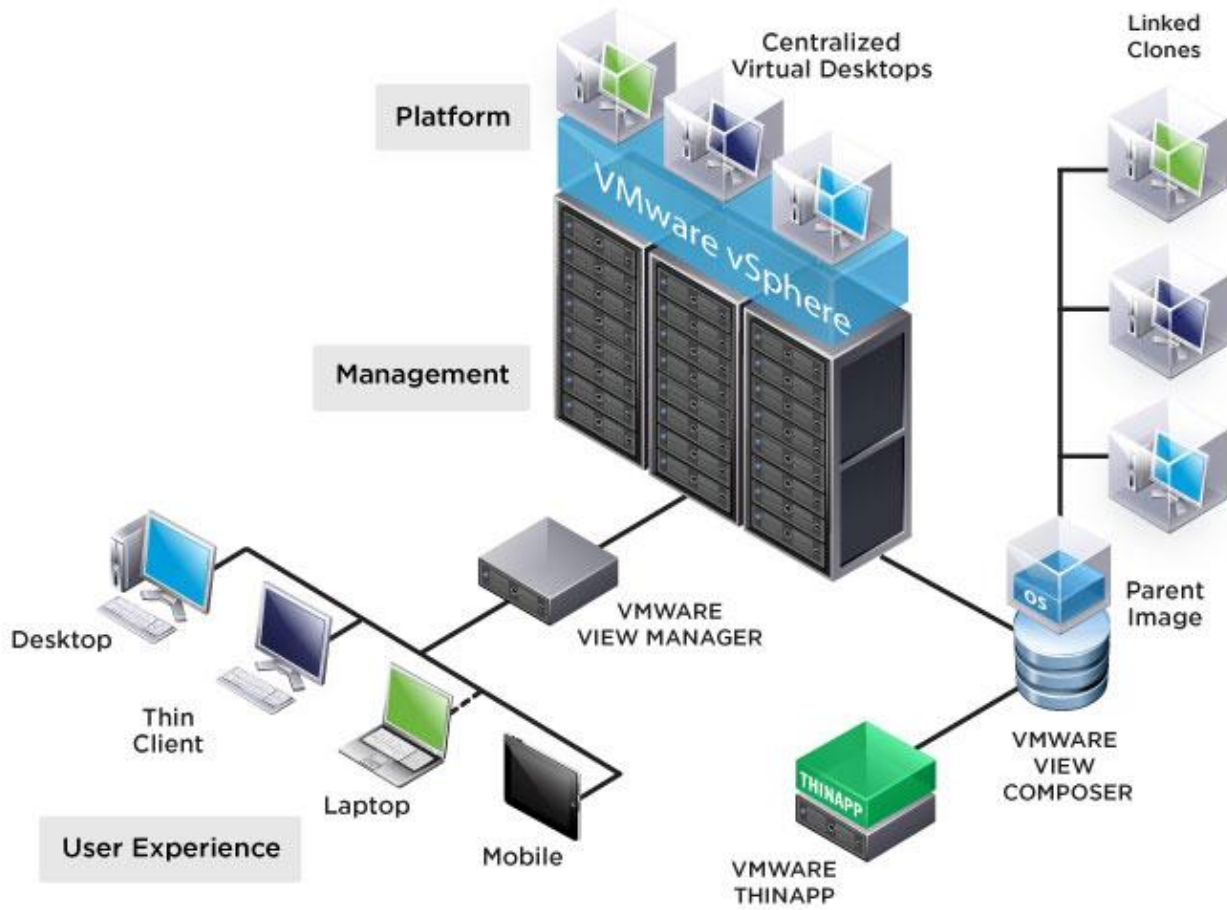 Centralized
Virtual Desktops
Linked
Clones
Platform
VMware vSphere
Management
Desktop
Thin
Client
Laptop
Mobile
User Experience
VMWARE
VIEW MANAGER
OS
Parent
Image
VMWARE
VIEW
COMPOSER
THINAPP
VMWARE
THINAPP